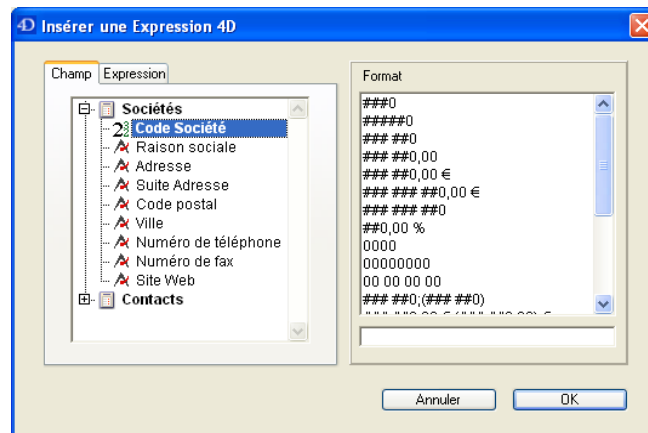 4D Insérer une Expression 4D
Champ Expression
Sociétés
Code Société
Raison sociale
Adresse
Suite Adresse
Code postal
Ville
Numéro de téléphone
Numéro de fax
Site Web
Contacts
Format
###0
#####0
### ##0
### ##0,00
### ##0,00 €
### ### ##0,00 €
### ### ##0
##0,00 %
0000
00000000
00 00 00 00
### ##0;(### ##0)
Annuler OK